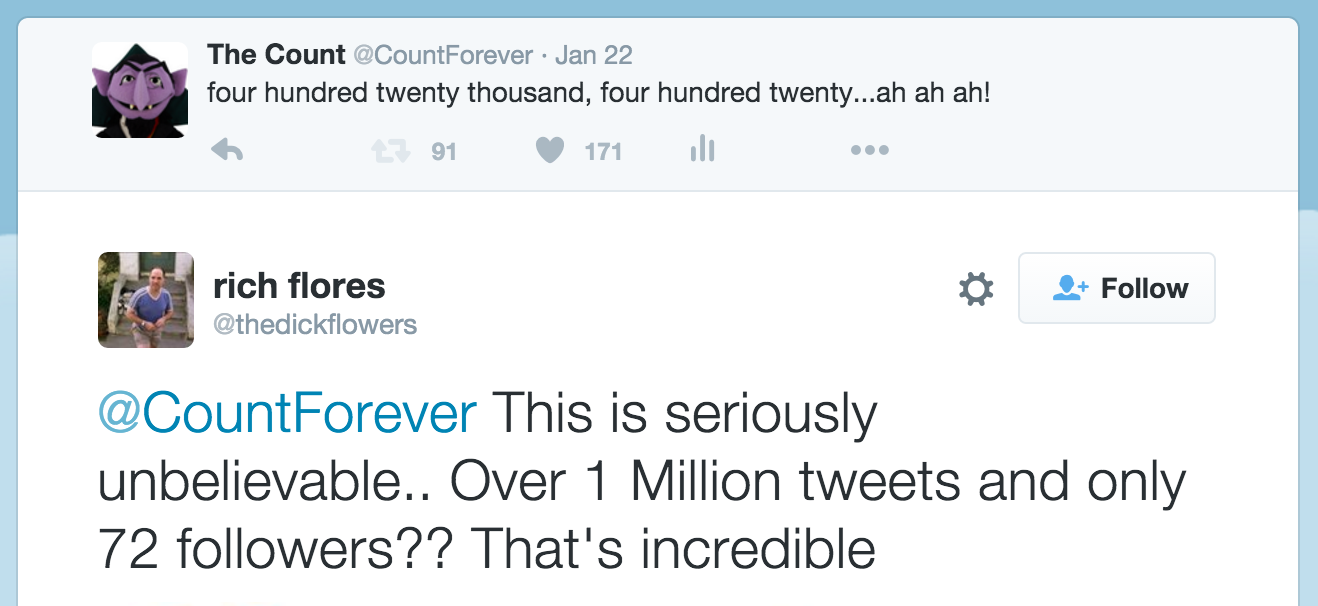 The Count @CountForever · Jan 22
four hundred twenty thousand, four hundred twenty...ah ah ah!
91 171
rich flores
@thedickflowers
Follow
@CountForever This is seriously
unbelievable.. Over 1 Million tweets and only
72 followers?? That's incredible